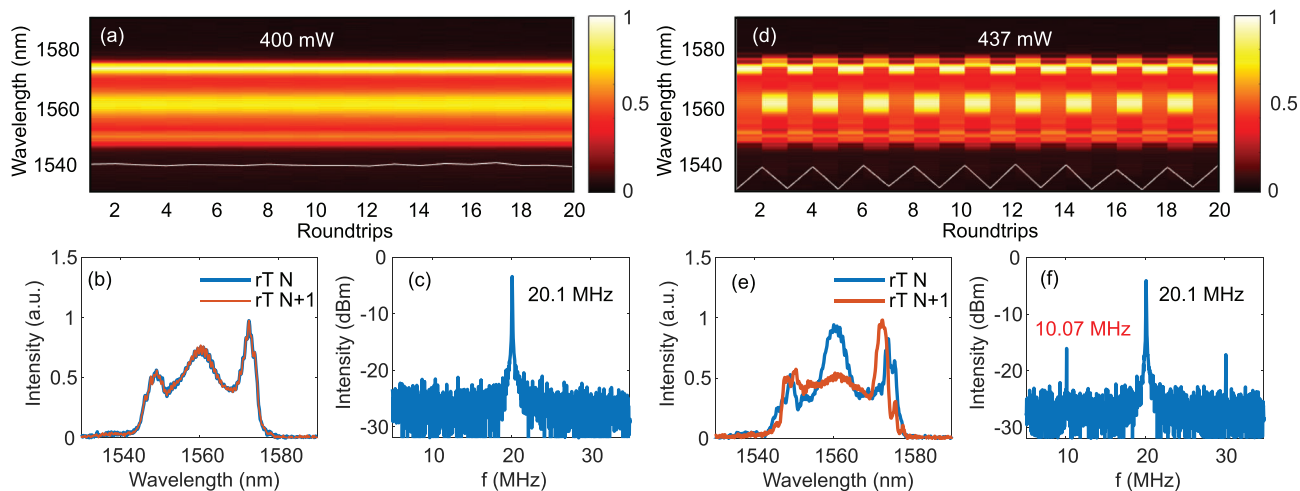 (a)
400 mW
Wavelength (nm)
1580
1560
1540
2 4 6 8 10 12 14 16 18 20
Roundtrips
1
0.5
0
(d)
437 mW
Wavelength (nm)
1580
1560
1540
2 4 6 8 10 12 14 16 18 20
Roundtrips
1
0.5
0
(b)
rT N
rT N+1
Intensity (a.u.)
1.5
1
0.5
0
1540 1560 1580
Wavelength (nm)
(c)
20.1 MHz
Intensity (dBm)
0
-10
-20
-30
10 20 30
f (MHz)
(e)
rT N
rT N+1
Intensity (a.u.)
1.5
1
0.5
0
1540 1560 1580
Wavelength (nm)
(f)
20.1 MHz
10.07 MHz
Intensity (dBm)
0
-10
-20
-30
10 20 30
f (MHz)